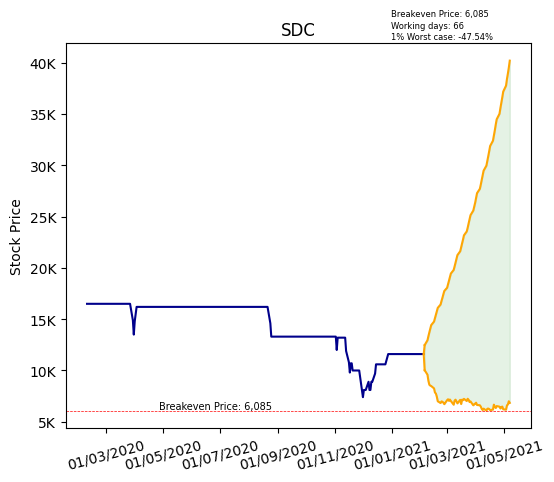 Breakeven Price: 6,085
Working days: 66
1% Worst case: -47.54%
SDC
Stock Price
40K
35K
30K
25K
20K
15K
10K
5K
Breakeven Price: 6,085
01/03/2020
01/05/2020
01/07/2020
01/09/2020
01/11/2020
01/01/2021
01/03/2021
01/05/2021